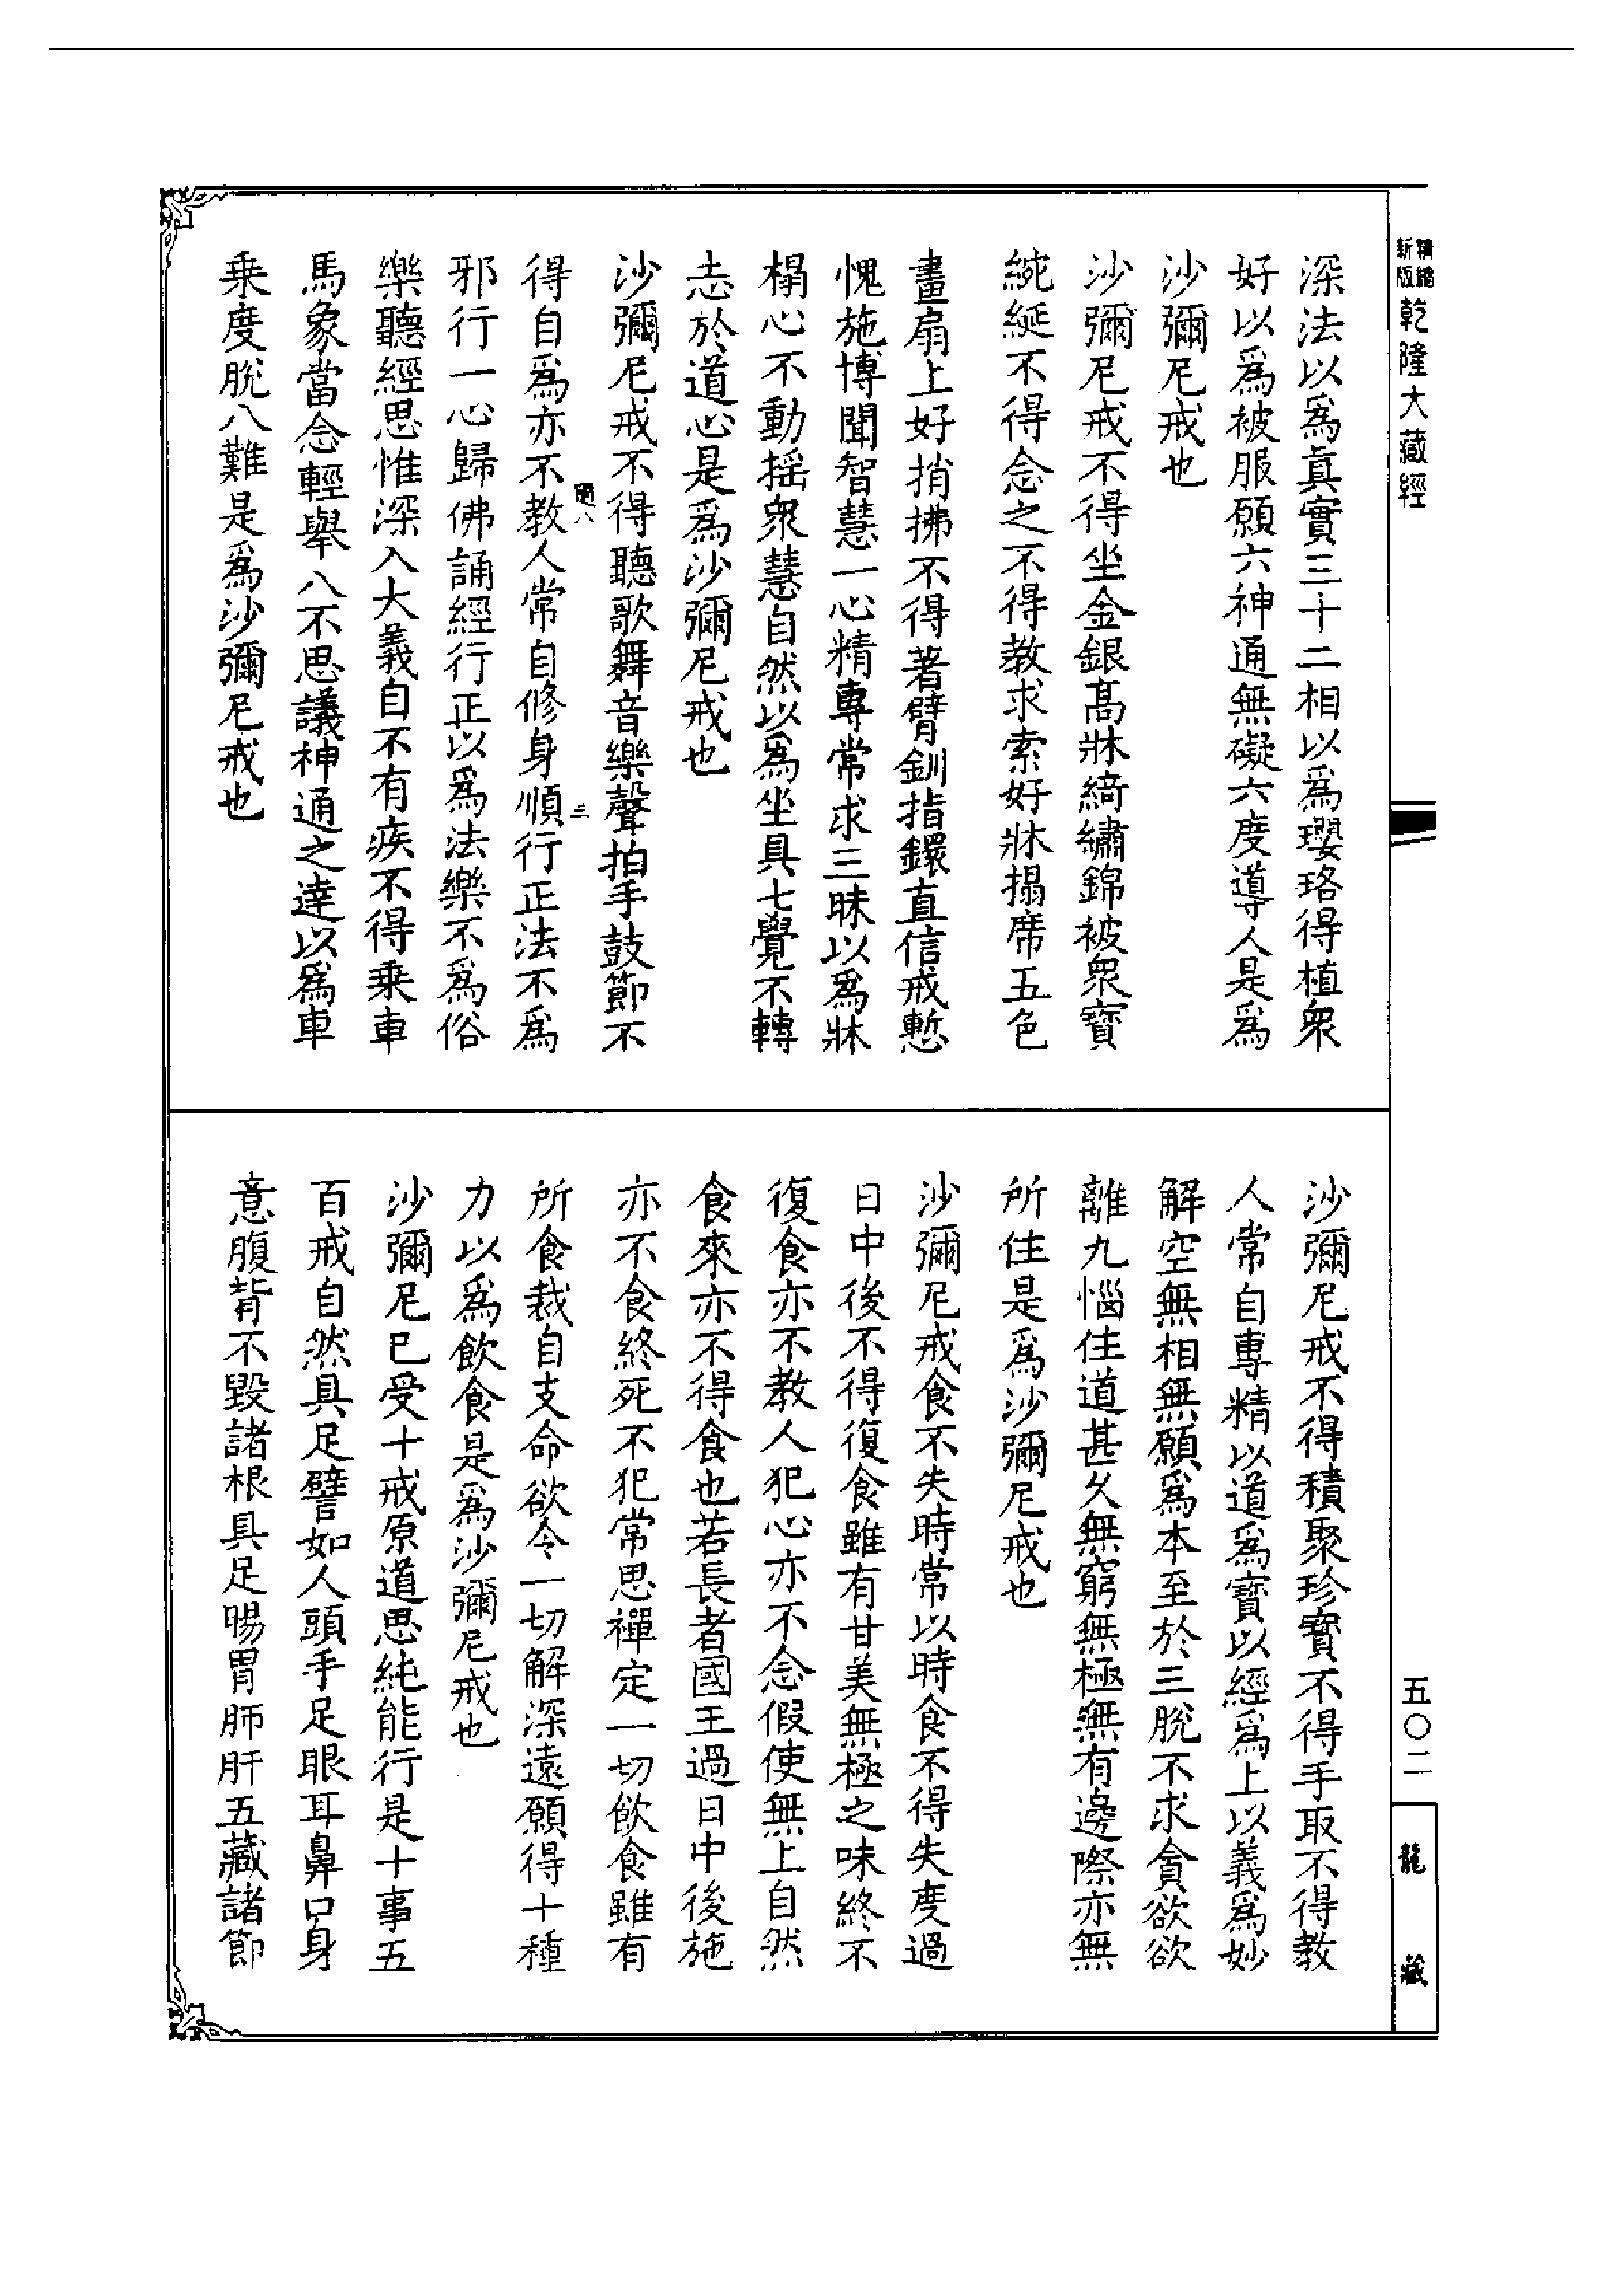 精縮新版乾隆大藏經
深法以爲真實三十二相以爲瓔珞得植衆
好以爲被服願六神通無礙六度導人是爲
沙彌尼戒也
沙彌尼戒不得坐金銀髙牀綺繡錦被衆寶
綩綖不得念之不得教求索好牀搨席五色
畫扇上好捎拂不得著臂釧指鐶直信戒慙
愧施博聞智慧一心精專常求三昧以爲牀
榻心不動揺衆慧自然以爲坐具七覺不轉
志於道心是爲沙彌尼戒也
沙彌尼戒不得聽歌舞音樂聲拍手鼓節不
八 三
得自爲亦不教人常自修身順行正法不爲
邪行一心歸佛誦經行正以爲法樂不爲俗
樂聽經思惟深入大義自不有疾不得乗車
馬象當念輕舉八不思議神通之達以爲車
乗度脫八難是爲沙彌尼戒也
沙彌尼戒不得積聚珍寶不得手取不得教
人常自專精以道爲寶以經爲上以義爲妙
解空無相無願爲本至於三脫不求貪欲欲
離九惱住道甚久無窮無極無有邊際亦無
所住是爲沙彌尼戒也
沙彌尼戒食不失時常以時食不得失度過
日中後不得復食雖有甘美無極之味終不
復食亦不教人犯心亦不念假使無上自然
食來亦不得食也若長者國王過日中後施
亦不食終死不犯常思禪定一切飲食雖有
所食裁自支命欲令一切解深遠願得十種
力以爲飲食是爲沙彌尼戒也
沙彌尼已受十戒原道思純能行是十事五
百戒自然具足譬如人頭手足眼耳鼻口身
意腹背不毀諸根具足腸胃肺肝五藏諸節
五〇二
龍藏